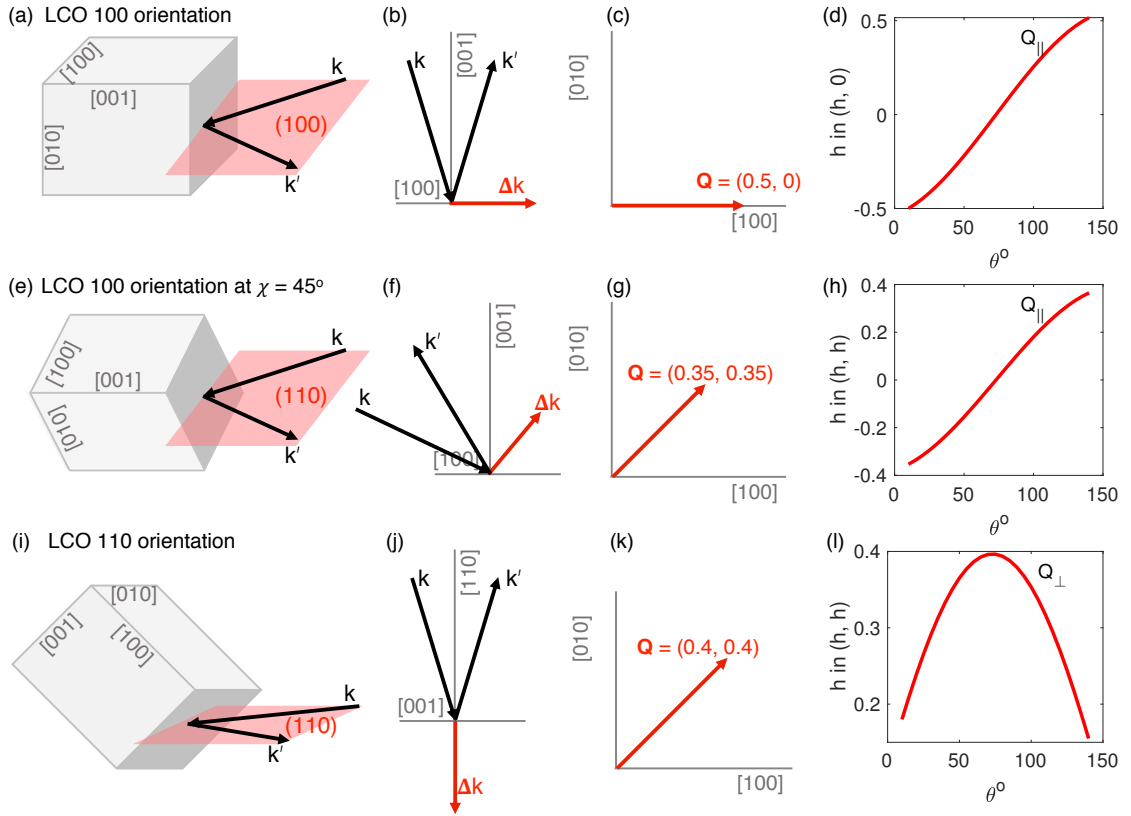 (a) LCO 100 orientation
[100]
[001]
[010]
k
(100)
k′
(b)
k
[001]
k′
[100]
Δk
(c)
[010]
Q = (0.5, 0)
[100]
(d)
0.5
0
-0.5
h in (h, 0)
Q||
0 50 100 150
θo
(e) LCO 100 orientation at χ = 45o
[100]
[001]
[010]
k
(110)
k′
(f)
k′
[001]
k
Δk
[100]
(g)
[010]
Q = (0.35, 0.35)
[100]
(h)
0.4
0.2
0
-0.2
-0.4
h in (h, h)
Q||
0 50 100 150
θo
(i) LCO 110 orientation
[010]
[001]
[100]
k
(110)
k′
(j)
k
[110]
k′
[001]
Δk
(k)
[010]
Q = (0.4, 0.4)
[100]
(l)
0.4
0.3
0.2
h in (h, h)
Q⊥
0 50 100 150
θo